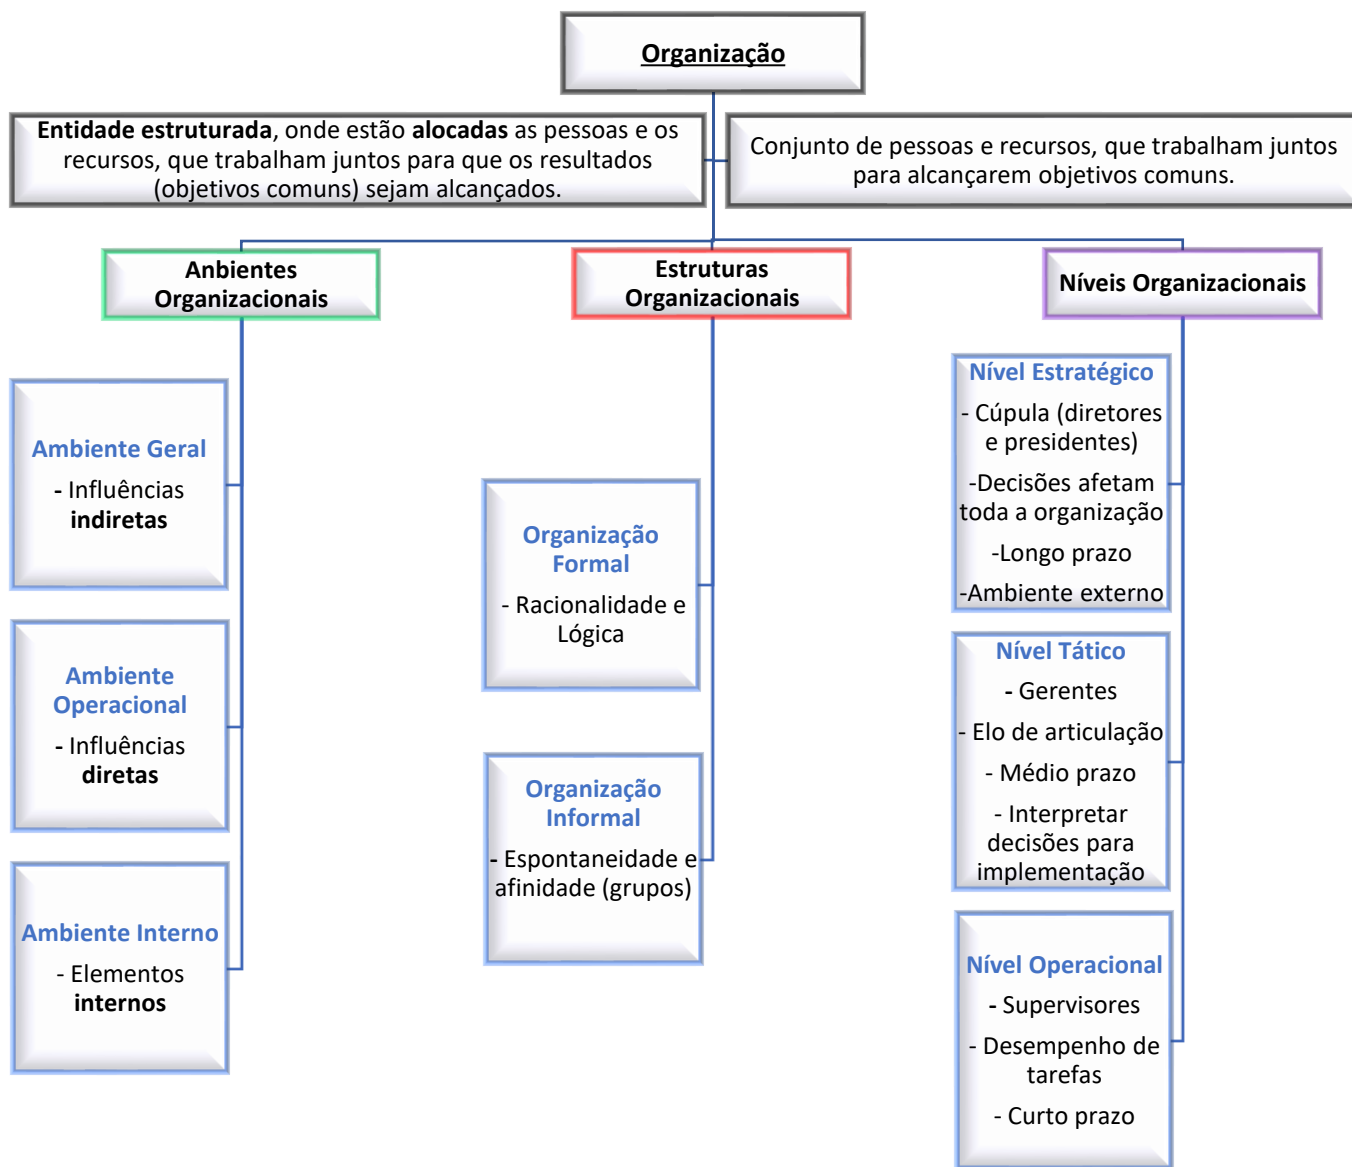 Organização
Entidade estruturada, onde estão alocadas as pessoas e os
recursos, que trabalham juntos para que os resultados
(objetivos comuns) sejam alcançados.
Conjunto de pessoas e recursos, que trabalham juntos
para alcançarem objetivos comuns.
Anbientes
Organizacionais
Ambiente Geral
- Influências
indiretas
Ambiente
Operacional
- Influências
diretas
Ambiente Interno
- Elementos
internos
Estruturas
Organizacionais
Organização
Formal
- Racionalidade e
Lógica
Organização
Informal
- Espontaneidade e
afinidade (grupos)
Níveis Organizacionais
Nível Estratégico
- Cúpula (diretores
e presidentes)
-Decisões afetam
toda a organização
-Longo prazo
-Ambiente externo
Nível Tático
- Gerentes
- Elo de articulação
- Médio prazo
- Interpretar
decisões para
implementação
Nível Operacional
- Supervisores
- Desempenho de
tarefas
- Curto prazo